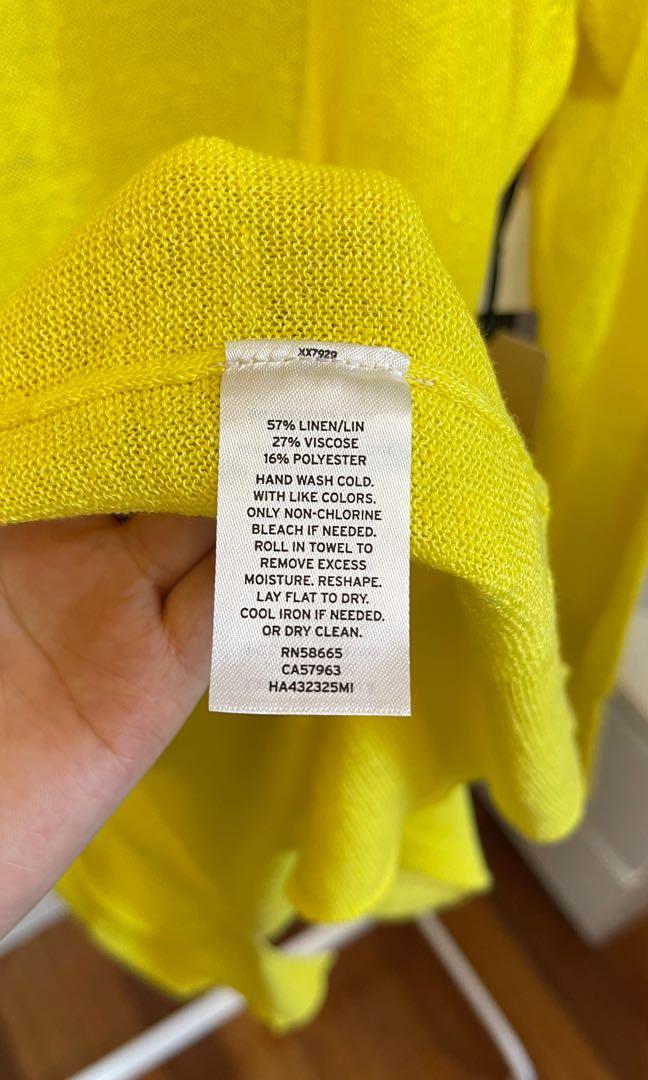 XX7929
57% LINEN/LIN
27% VISCOSE
16% POLYESTER
HAND WASH COLD.
WITH LIKE COLORS.
ONLY NON-CHLORINE
BLEACH IF NEEDED.
ROLL IN TOWEL TO
REMOVE EXCESS
MOISTURE. RESHAPE.
LAY FLAT TO DRY.
COOL IRON IF NEEDED.
OR DRY CLEAN.
RN58665
CA57963
HA432325MI